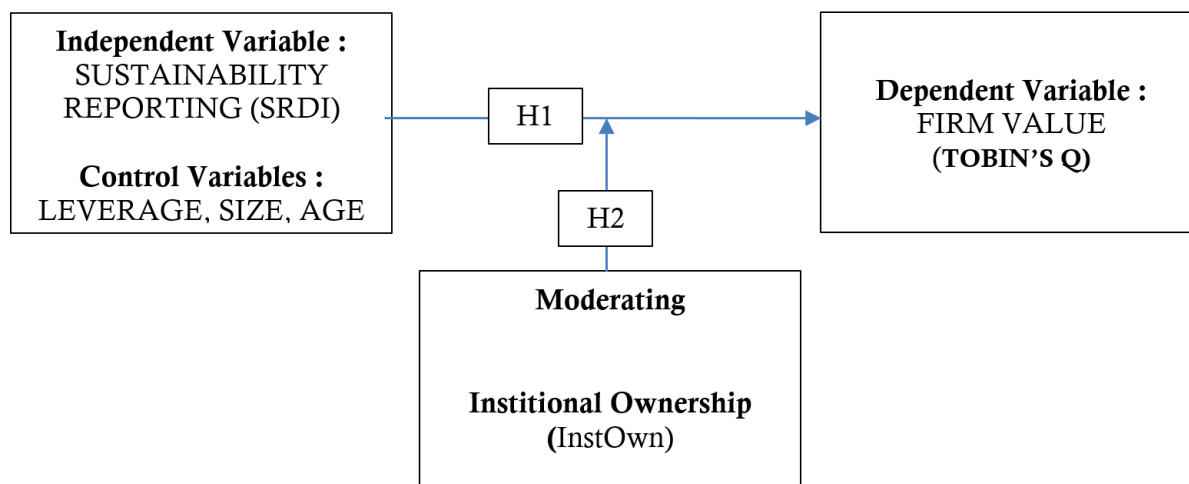 Independent Variable :
SUSTAINABILITY
REPORTING (SRDI)
Control Variables :
LEVERAGE, SIZE, AGE
H1
Dependent Variable :
FIRM VALUE
(TOBIN’S Q)
H2
Moderating
Institional Ownership
(InstOwn)